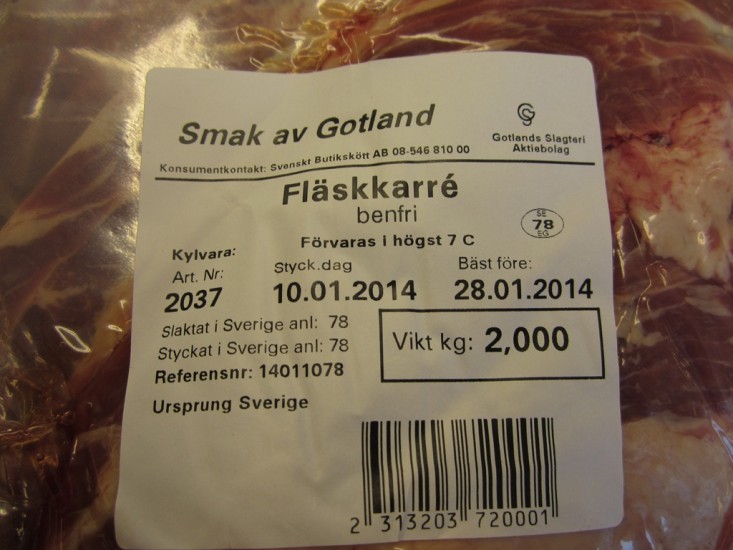 Smak av Gotland
GS
Gotlands Slagteri
Aktiebolag
Konsumentkontakt: Svenskt Butikskött AB 08-546 810 00
Fläskkarré
benfri
SE
78
EG
Förvaras i högst 7 C
Kylvara:
Art. Nr:
2037
Styck.dag
10.01.2014
Bäst före:
28.01.2014
Slaktat i Sverige anl: 78
Styckat i Sverige anl: 78
Referensnr: 14011078
Vikt kg: 2,000
Ursprung Sverige
2 313203 720001